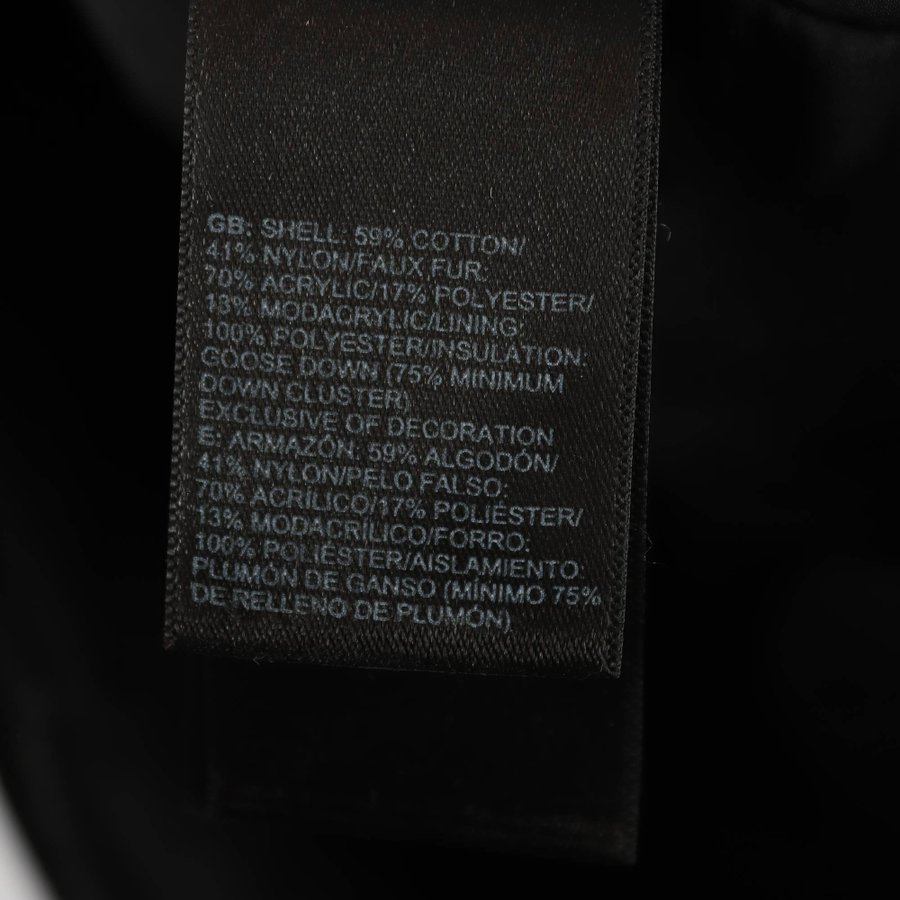 GB: SHELL: 59% COTTON/
41% NYLON/FAUX FUR:
70% ACRYLIC/17% POLYESTER/
13% MODACRYLIC/LINING:
100% POLYESTER/INSULATION:
GOOSE DOWN (75% MINIMUM
DOWN CLUSTER)
EXCLUSIVE OF DECORATION
E: ARMAZÓN: 59% ALGODÓN/
41% NYLON/PELO FALSO:
70% ACRÍLICO/17% POLIÉSTER/
13% MODACRÍLICO/FORRO:
100% POLIÉSTER/AISLAMIENTO:
PLUMÓN DE GANSO (MÍNIMO 75%
DE RELLENO DE PLUMÓN)